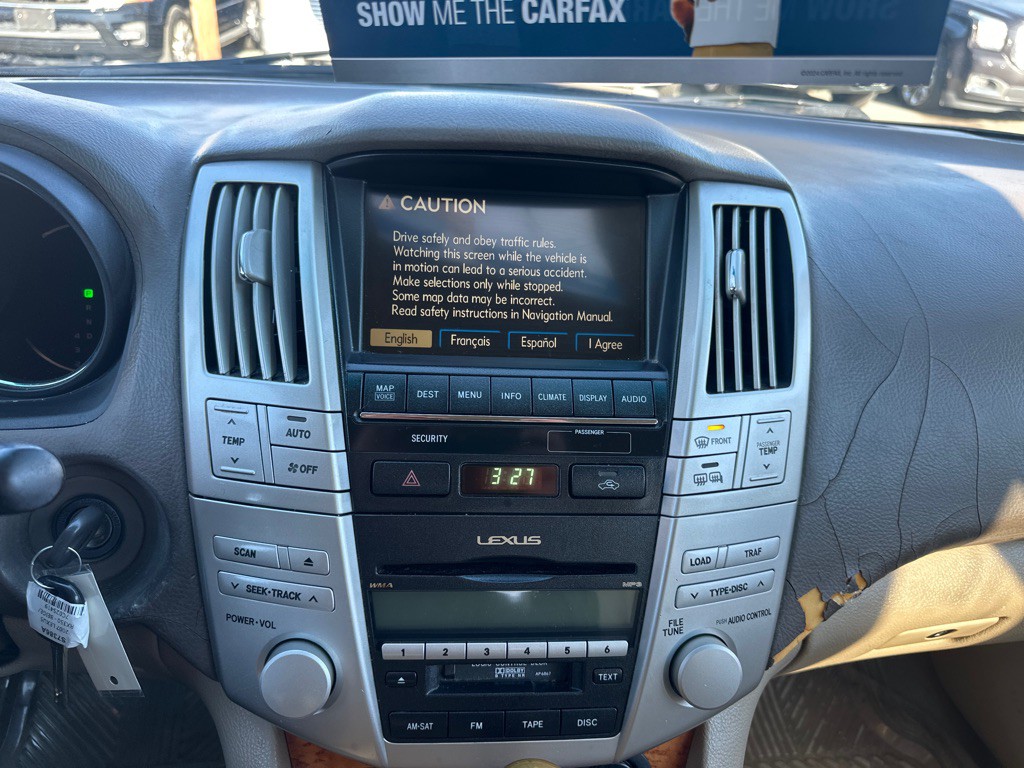 SHOW ME THE CARFAX
CAUTION
Drive safely and obey traffic rules.
Watching this screen while the vehicle is
in motion can lead to a serious accident.
Make selections only while stopped.
Some map data may be incorrect.
Read safety instructions in Navigation Manual.
English Français Español I Agree
MAP VOICE DEST MENU INFO CLIMATE DISPLAY AUDIO
TEMP AUTO OFF
SECURITY PASSENGER
FRONT PASSENGER TEMP
3 27
LEXUS
SCAN LOAD TRAF
SEEK•TRACK TYPE•DISC
WMA MP3
POWER•VOL
FILE TUNE PUSH AUDIO CONTROL
1 2 3 4 5 6
DOLBY
B TYPE NR
TEXT
AM•SAT FM TAPE DISC
P